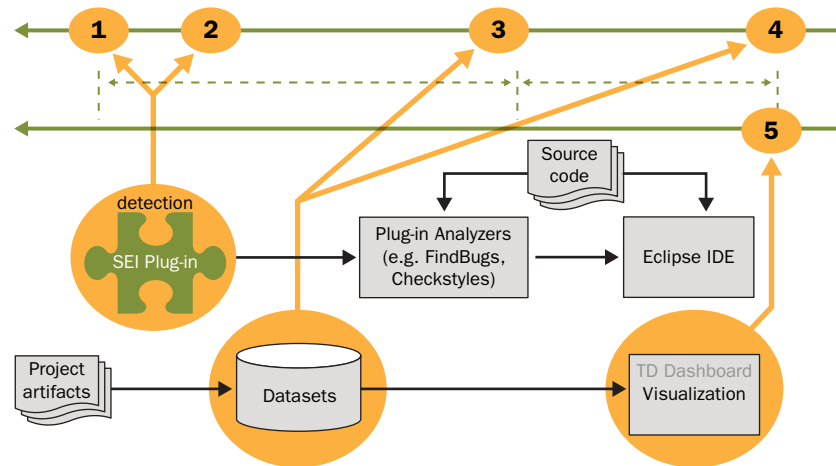 1
2
3
4
5
Source
code
detection
SEI Plug-in
Plug-in Analyzers
(e.g. FindBugs,
Checkstyles)
Eclipse IDE
Project
artifacts
Datasets
TD Dashboard
Visualization